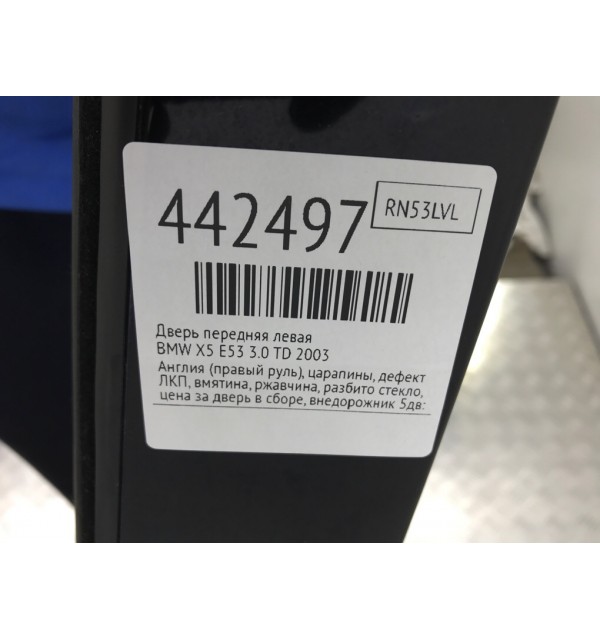 442497
RN53LVL
Дверь передняя левая
BMW X5 E53 3.0 TD 2003
Англия (правый руль), царапины, дефект
ЛКП, вмятина, ржавчина, разбито стекло,
цена за дверь в сборе, внедорожник 5дв: